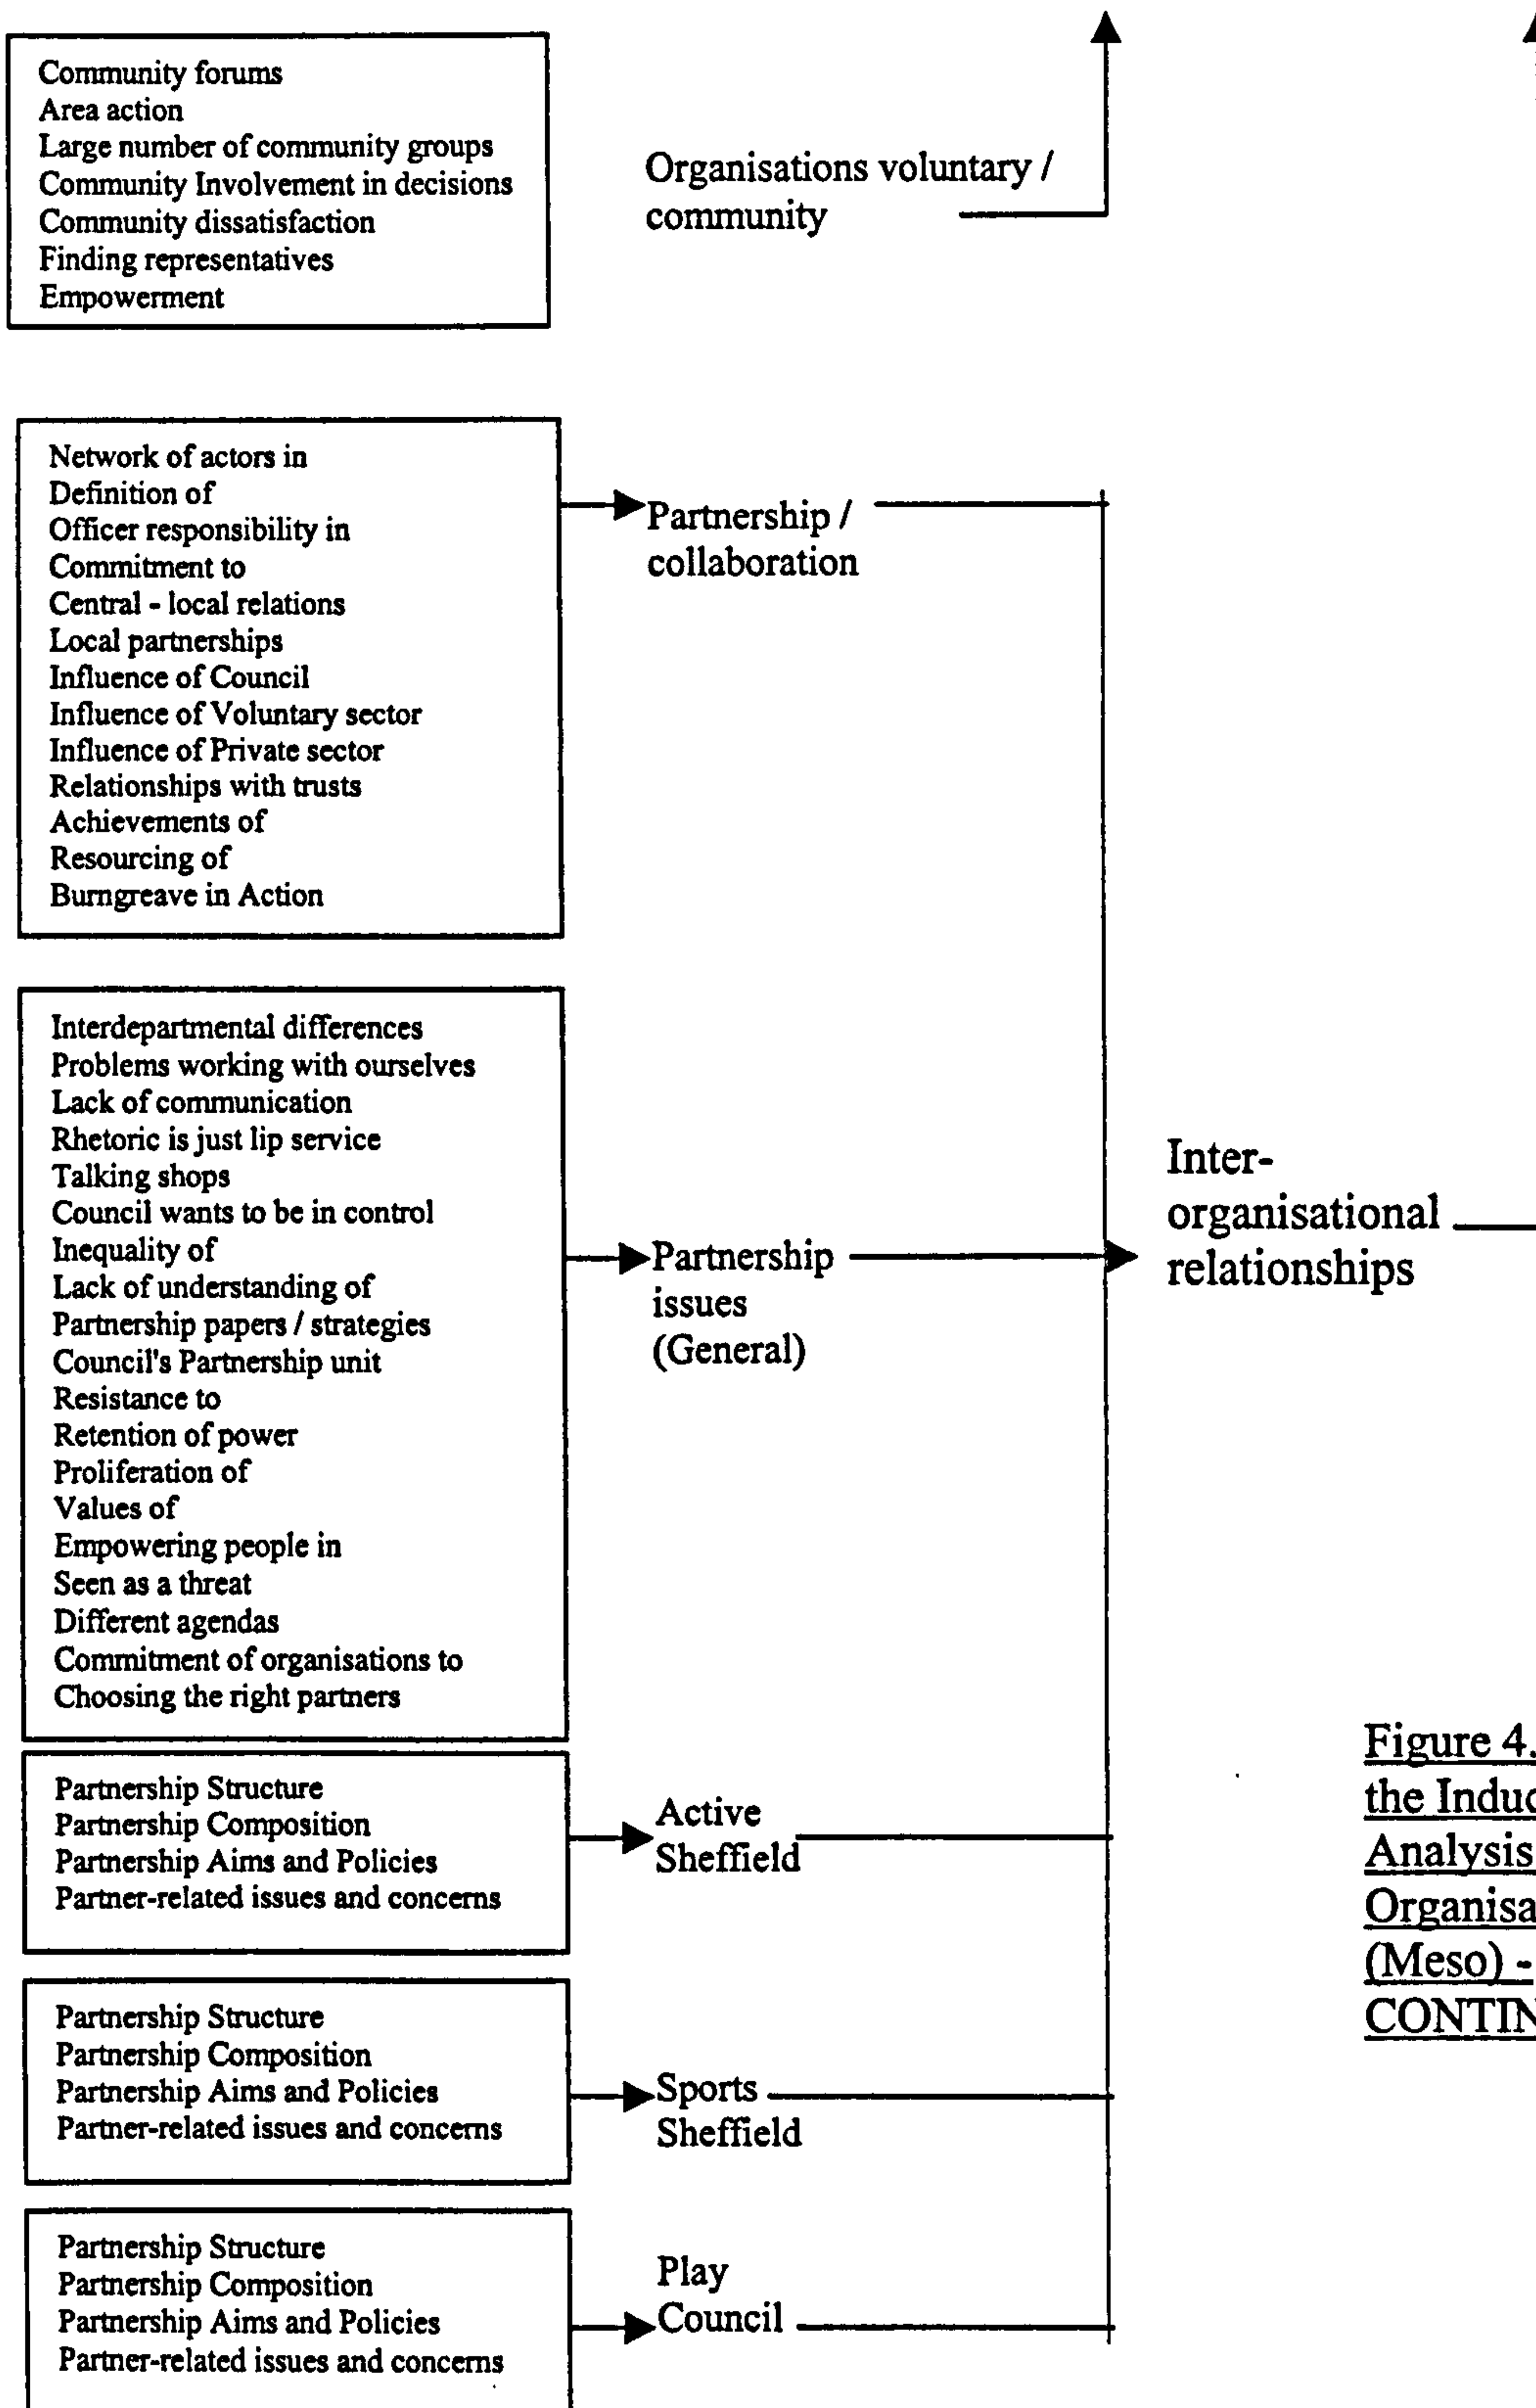 Community forums
Area action
Large number of community groups
Community Involvement in decisions
Community dissatisfaction
Finding representatives
Empowerment
Organisations voluntary /
community
Network of actors in
Definition of
Officer responsibility in
Commitment to
Central - local relations
Local partnerships
Influence of Council
Influence of Voluntary sector
Influence of Private sector
Relationships with trusts
Achievements of
Resourcing of
Burngreave in Action
Partnership /
collaboration
Interdepartmental differences
Problems working with ourselves
Lack of communication
Rhetoric is just lip service
Talking shops
Council wants to be in control
Inequality of
Lack of understanding of
Partnership papers / strategies
Council's Partnership unit
Resistance to
Retention of power
Proliferation of
Values of
Empowering people in
Seen as a threat
Different agendas
Commitment of organisations to
Choosing the right partners
Partnership
issues
(General)
Inter-
organisational
relationships
Partnership Structure
Partnership Composition
Partnership Aims and Policies
Partner-related issues and concerns
Active
Sheffield
Partnership Structure
Partnership Composition
Partnership Aims and Policies
Partner-related issues and concerns
Sports
Sheffield
Partnership Structure
Partnership Composition
Partnership Aims and Policies
Partner-related issues and concerns
Play
Council
Figure 4.
the Induc
Analysis
Organisa
(Meso) -
CONTIN